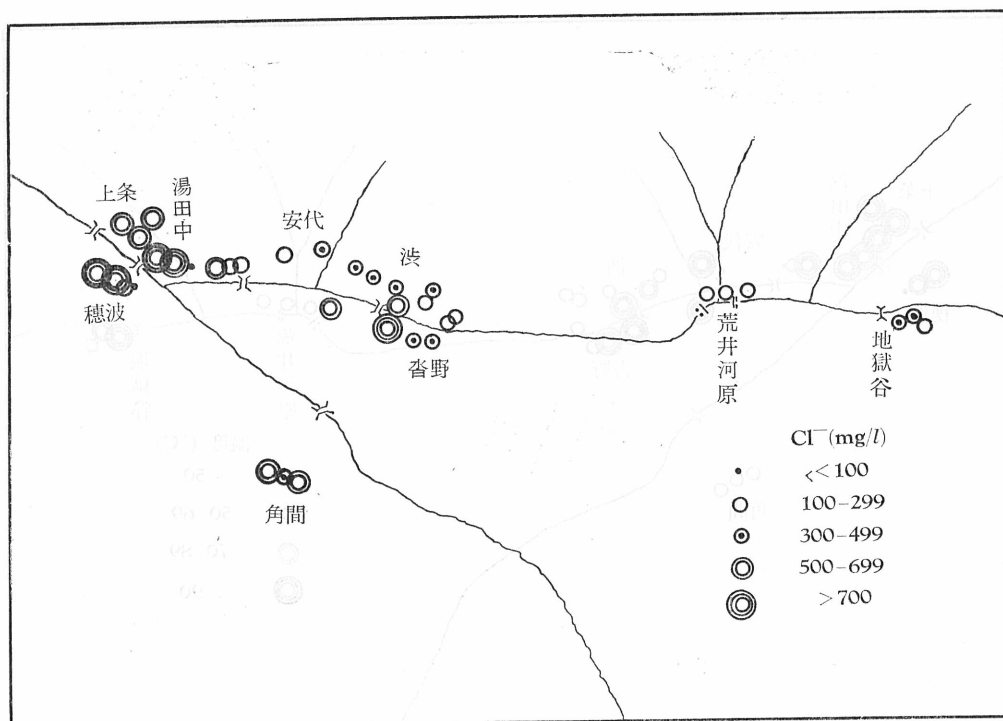 上条
湯田中
穂波
安代
渋
沓野
角間
荒井河原
地獄谷
Cl⁻(mg/l)
<100
100-299
300-499
500-699
>700